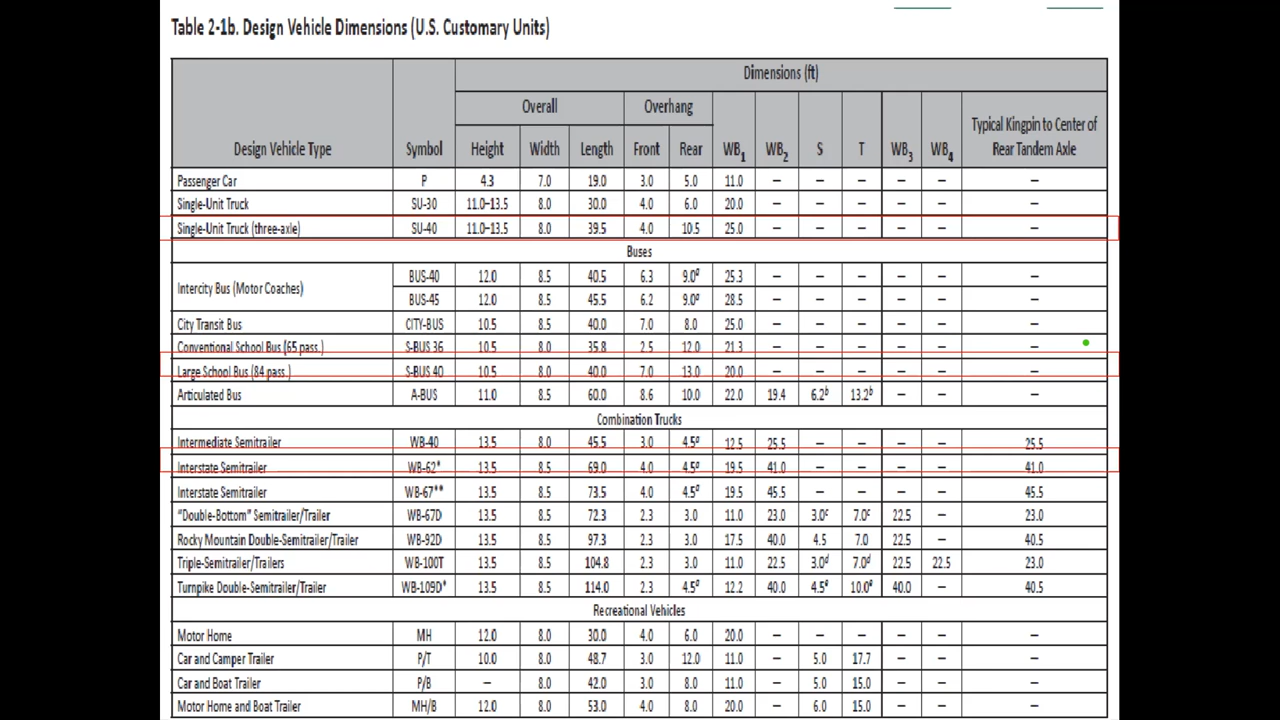 Table 2-1b. Design Vehicle Dimensions (U.S. Customary Units)
Dimensions (ft)
Overall Overhang
Design Vehicle Type Symbol Height Width Length Front Rear WB1 WB2 S T WB3 WB4 Typical Kingpin to Center of Rear Tandem Axle
Passenger Car P 4.3 7.0 19.0 3.0 5.0 11.0 – – – – – –
Single-Unit Truck SU-30 11.0–13.5 8.0 30.0 4.0 6.0 20.0 – – – – – –
Single-Unit Truck (three-axle) SU-40 11.0–13.5 8.0 39.5 4.0 10.5 25.0 – – – – – –
Buses
Intercity Bus (Motor Coaches) BUS-40 12.0 8.5 40.5 6.3 9.0a 25.3 – – – – – –
BUS-45 12.0 8.5 45.5 6.2 9.0a 28.5 – – – – – –
City Transit Bus CITY-BUS 10.5 8.5 40.0 7.0 8.0 25.0 – – – – – –
Conventional School Bus (65 pass.) S-BUS 36 10.5 8.0 35.8 2.5 12.0 21.3 – – – – – –
Large School Bus (84 pass.) S-BUS 40 10.5 8.0 40.0 7.0 13.0 20.0 – – – – – –
Articulated Bus A-BUS 11.0 8.5 60.0 8.6 10.0 22.0 19.4 6.2b 13.2b – – –
Combination Trucks
Intermediate Semitrailer WB-40 13.5 8.0 45.5 3.0 4.5a 12.5 25.5 – – – – 25.5
Interstate Semitrailer WB-62* 13.5 8.5 69.0 4.0 4.5a 19.5 41.0 – – – – 41.0
Interstate Semitrailer WB-67** 13.5 8.5 73.5 4.0 4.5a 19.5 45.5 – – – – 45.5
"Double-Bottom" Semitrailer/Trailer WB-67D 13.5 8.5 72.3 2.3 3.0 11.0 23.0 3.0c 7.0c 22.5 – 23.0
Rocky Mountain Double-Semitrailer/Trailer WB-92D 13.5 8.5 97.3 2.3 3.0 17.5 40.0 4.5 7.0 22.5 – 40.5
Triple-Semitrailer/Trailers WB-100T 13.5 8.5 104.8 2.3 3.0 11.0 22.5 3.0d 7.0d 22.5 22.5 23.0
Turnpike Double-Semitrailer/Trailer WB-109D* 13.5 8.5 114.0 2.3 4.5a 12.2 40.0 4.5e 10.0e 40.0 – 40.5
Recreational Vehicles
Motor Home MH 12.0 8.0 30.0 4.0 6.0 20.0 – – – – – –
Car and Camper Trailer P/T 10.0 8.0 48.7 3.0 12.0 11.0 – 5.0 17.7 – – –
Car and Boat Trailer P/B – 8.0 42.0 3.0 8.0 11.0 – 5.0 15.0 – – –
Motor Home and Boat Trailer MH/B 12.0 8.0 53.0 4.0 8.0 20.0 – 6.0 15.0 – – –